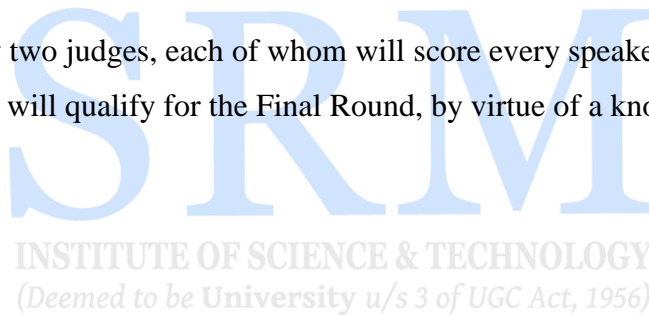 two judges, each of whom will score every speake
will qualify for the Final Round, by virtue of a kno
SRM
INSTITUTE OF SCIENCE & TECHNOLOGY
(Deemed to be University u/s 3 of UGC Act, 1956)